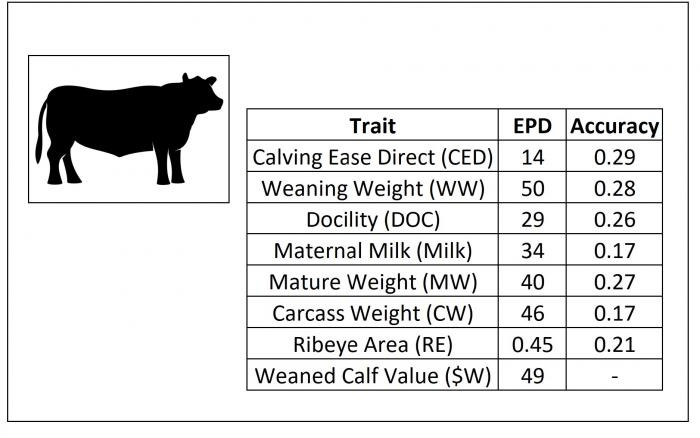 Trait EPD Accuracy
Calving Ease Direct (CED) 14 0.29
Weaning Weight (WW) 50 0.28
Docility (DOC) 29 0.26
Maternal Milk (Milk) 34 0.17
Mature Weight (MW) 40 0.27
Carcass Weight (CW) 46 0.17
Ribeye Area (RE) 0.45 0.21
Weaned Calf Value ($W) 49 -